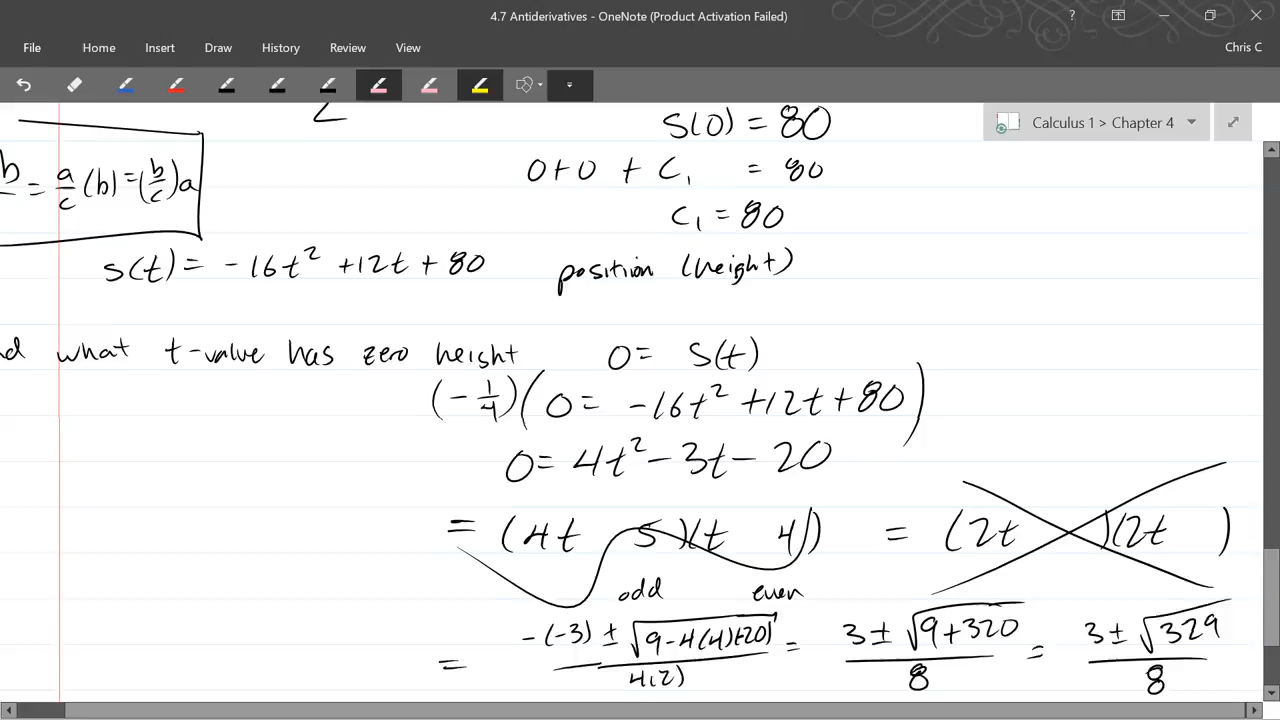 4.7 Antiderivatives - OneNote (Product Activation Failed)
File Home Insert Draw History Review View Chris C
Calculus 1 > Chapter 4
S(0) = 80
0+0 + C₁ = 80
C₁ = 80
b = a/c (b) = (b/c)a
s(t) = -16t² +12t + 80 position (height)
what t-value has zero height 0 = S(t)
(-1/4)(0 = -16t² +12t +80)
0 = 4t² - 3t - 20
= (4t 5)(t 4) = (2t )(2t )
odd even
= -(-3) ± √9-4(4)(-20) / 4(2) = 3 ± √9+320 / 8 = 3 ± √329 / 8